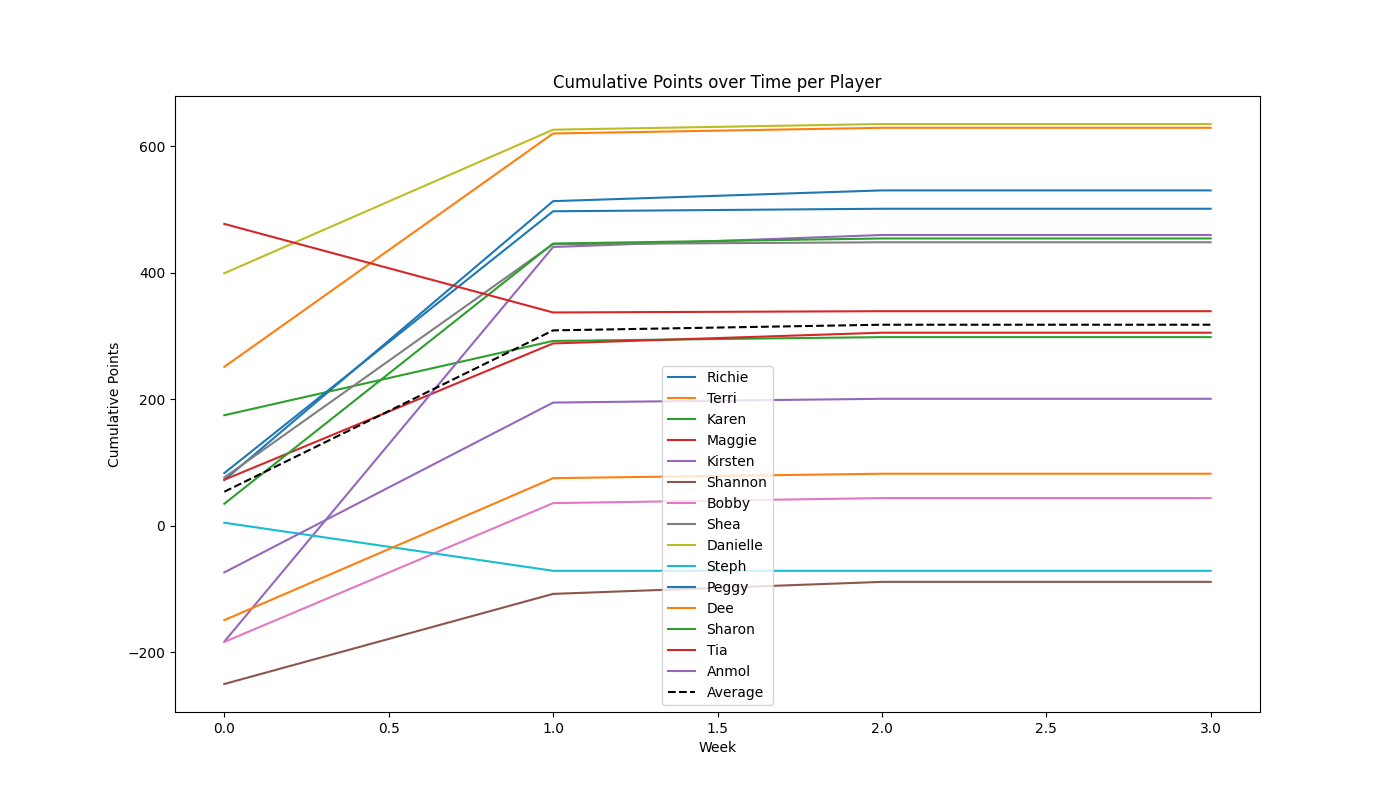 Cumulative Points over Time per Player
600
400
200
0
−200
Cumulative Points
Richie
Terri
Karen
Maggie
Kirsten
Shannon
Bobby
Shea
Danielle
Steph
Peggy
Dee
Sharon
Tia
Anmol
Average
0.0 0.5 1.0 1.5 2.0 2.5 3.0
Week